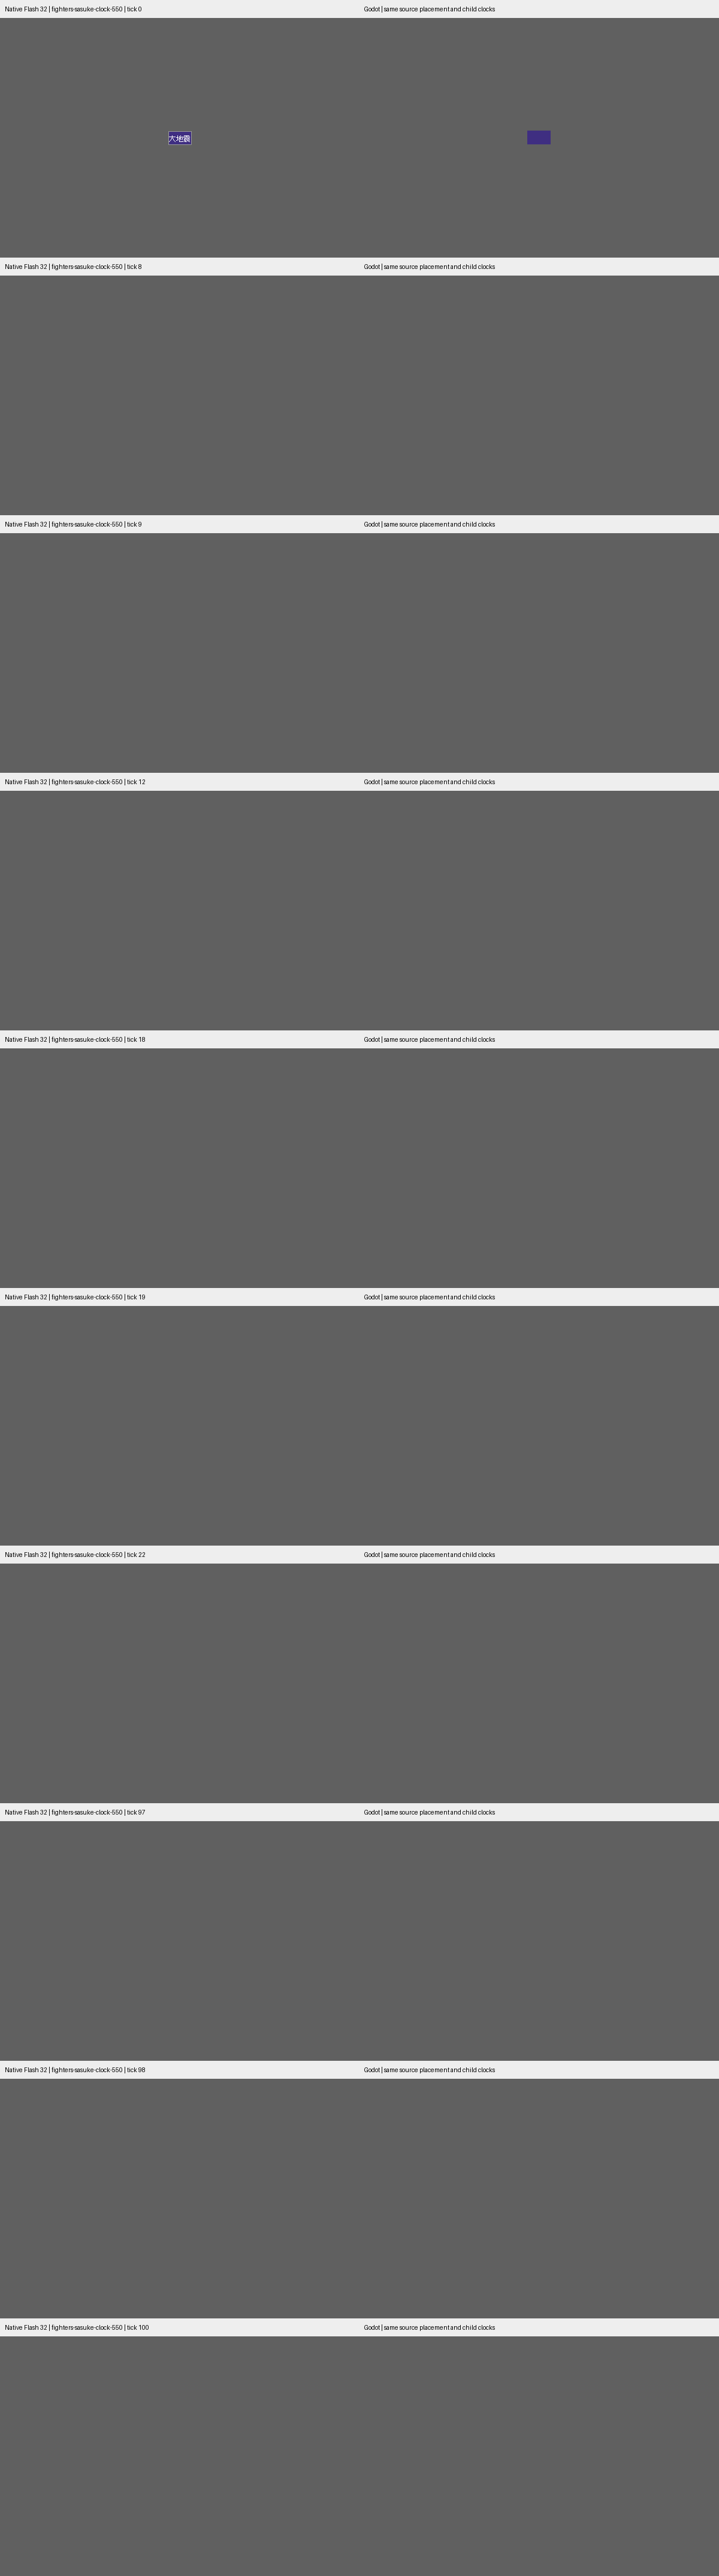 Native Flash 32 | fighters-sasuke-clock-550 | tick 0
Godot | same source placement and child clocks
大地震
Native Flash 32 | fighters-sasuke-clock-550 | tick 8
Godot | same source placement and child clocks
Native Flash 32 | fighters-sasuke-clock-550 | tick 9
Godot | same source placement and child clocks
Native Flash 32 | fighters-sasuke-clock-550 | tick 12
Godot | same source placement and child clocks
Native Flash 32 | fighters-sasuke-clock-550 | tick 18
Godot | same source placement and child clocks
Native Flash 32 | fighters-sasuke-clock-550 | tick 19
Godot | same source placement and child clocks
Native Flash 32 | fighters-sasuke-clock-550 | tick 22
Godot | same source placement and child clocks
Native Flash 32 | fighters-sasuke-clock-550 | tick 97
Godot | same source placement and child clocks
Native Flash 32 | fighters-sasuke-clock-550 | tick 98
Godot | same source placement and child clocks
Native Flash 32 | fighters-sasuke-clock-550 | tick 100
Godot | same source placement and child clocks